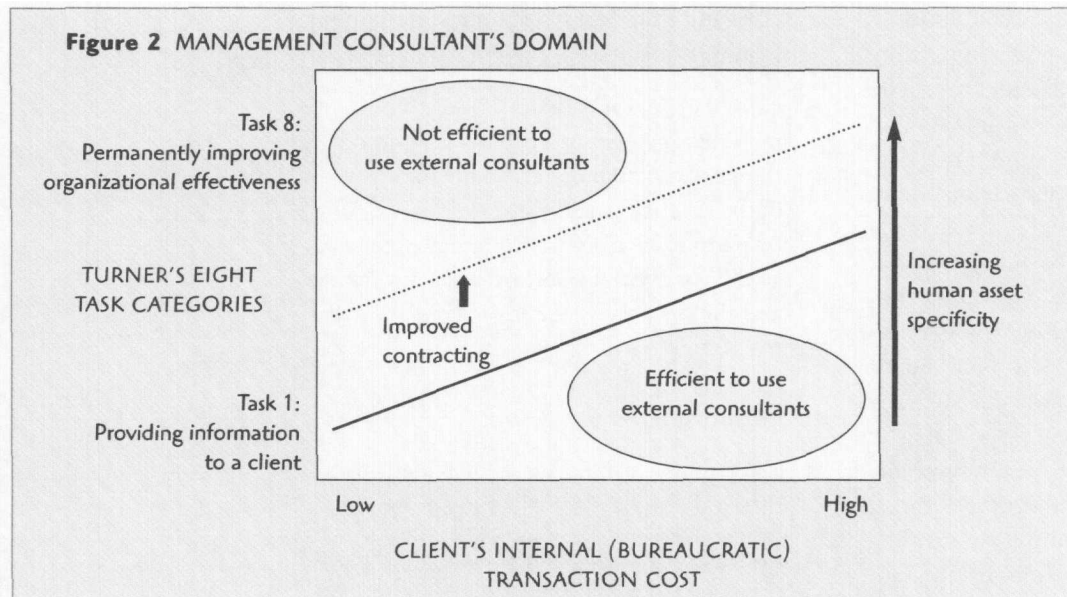 Figure 2 MANAGEMENT CONSULTANT'S DOMAIN
Task 8:
Permanently improving
organizational effectiveness
Not efficient to
use external consultants
TURNER'S EIGHT
TASK CATEGORIES
Improved
contracting
Increasing
human asset
specificity
Task 1:
Providing information
to a client
Efficient to use
external consultants
Low
High
CLIENT'S INTERNAL (BUREAUCRATIC)
TRANSACTION COST